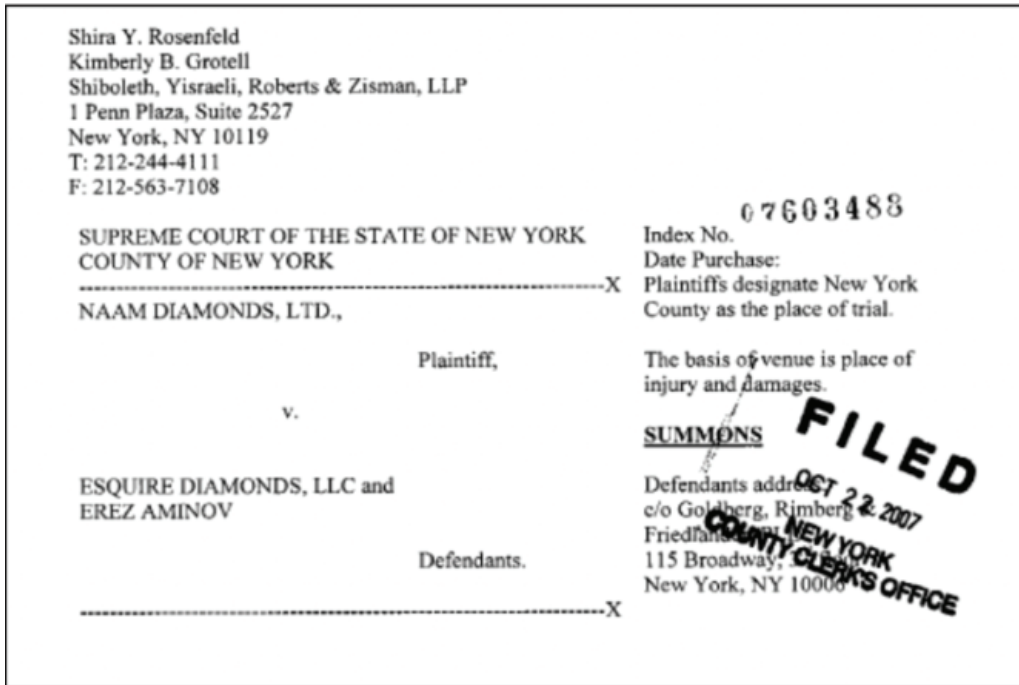 Shira Y. Rosenfeld
Kimberly B. Grotell
Shiboleth, Yisraeli, Roberts & Zisman, LLP
1 Penn Plaza, Suite 2527
New York, NY 10119
T: 212-244-4111
F: 212-563-7108
SUPREME COURT OF THE STATE OF NEW YORK
COUNTY OF NEW YORK
------------------------------------------------------------X
NAAM DIAMONDS, LTD.,
Plaintiff,
v.
ESQUIRE DIAMONDS, LLC and
EREZ AMINOV
Defendants.
------------------------------------------------------------X
07603488
Index No.
Date Purchase:
Plaintiffs designate New York
County as the place of trial.
The basis of venue is place of
injury and damages.
SUMMONS
Defendants
c/o Goldberg, Rimberg &
115 Broadway,
New York, NY 10006
FILED
OCT 22 2007
NEW YORK
COUNTY CLERK'S OFFICE